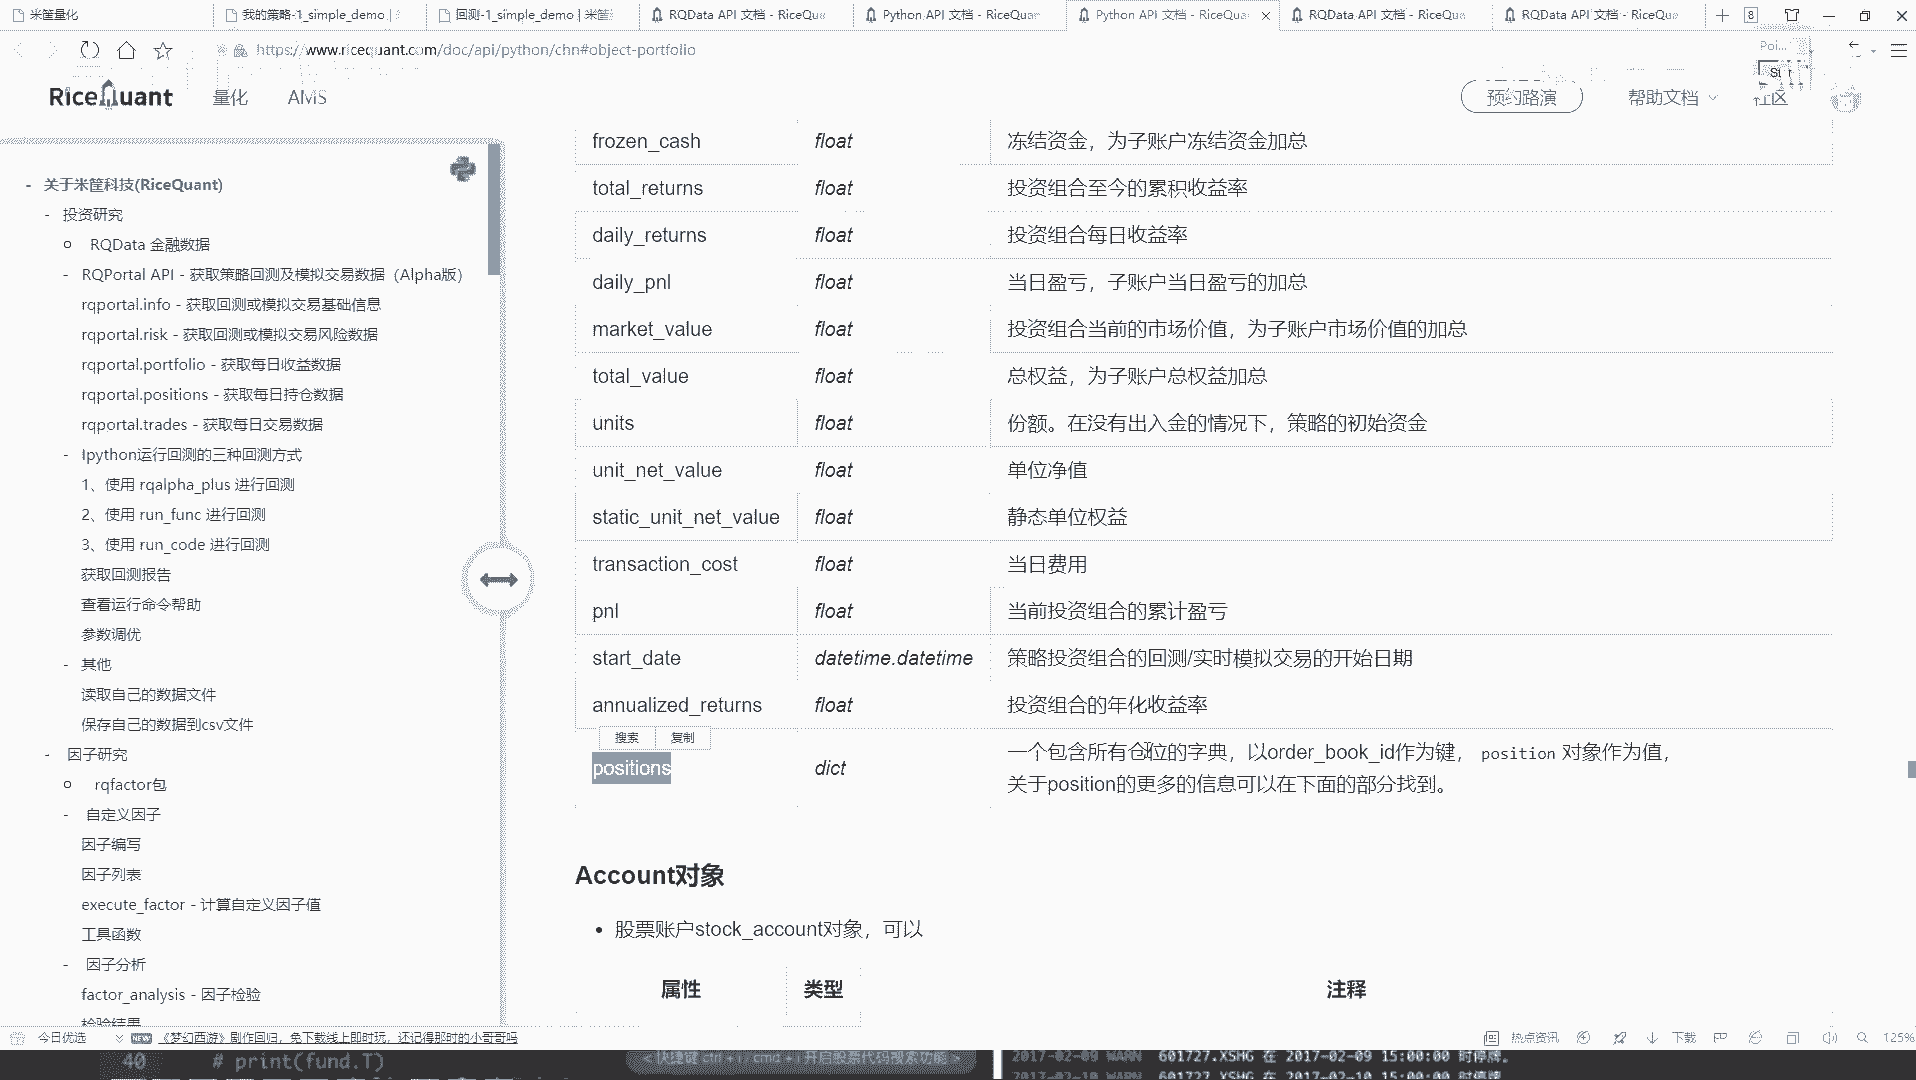 米筐量化
我的策略-1_simple_demo | 米
回测-1_simple_demo | 米筐
RQData API 文档 - RiceQu
Python API 文档 - RiceQuan
Python API 文档 - RiceQua
RQData API 文档 - RiceQu
RQData API 文档 - RiceQu
8
https://www.ricequant.com/doc/api/python/chn#object-portfolio
Poi...
RiceQuant
量化
AMS
预约路演
帮助文档
社区
- 关于米筐科技(RiceQuant)
- 投资研究
RQData 金融数据
- RQPortal API - 获取策略回测及模拟交易数据（Alpha版）
rqportal.info - 获取回测或模拟交易基础信息
rqportal.risk - 获取回测或模拟交易风险数据
rqportal.portfolio - 获取每日收益数据
rqportal.positions - 获取每日持仓数据
rqportal.trades - 获取每日交易数据
- Ipython运行回测的三种回测方式
1、使用 rqalpha_plus 进行回测
2、使用 run_func 进行回测
3、使用 run_code 进行回测
获取回测报告
查看运行命令帮助
参数调优
- 其他
读取自己的数据文件
保存自己的数据到csv文件
- 因子研究
rqfactor包
- 自定义因子
因子编写
因子列表
execute_factor - 计算自定义因子值
工具函数
- 因子分析
factor_analysis - 因子检验
检验结果
frozen_cash float 冻结资金，为子账户冻结资金加总
total_returns float 投资组合至今的累积收益率
daily_returns float 投资组合每日收益率
daily_pnl float 当日盈亏，子账户当日盈亏的加总
market_value float 投资组合当前的市场价值，为子账户市场价值的加总
total_value float 总权益，为子账户总权益加总
units float 份额。在没有出入金的情况下，策略的初始资金
unit_net_value float 单位净值
static_unit_net_value float 静态单位权益
transaction_cost float 当日费用
pnl float 当前投资组合的累计盈亏
start_date datetime.datetime 策略投资组合的回测/实时模拟交易的开始日期
annualized_returns float 投资组合的年化收益率
搜索 复制
positions dict 一个包含所有仓位的字典，以order_book_id作为键， position 对象作为值，
关于position的更多的信息可以在下面的部分找到。
Account对象
• 股票账户stock_account对象，可以
属性 类型 注释
今日优选
NEW 《梦幻西游》剧作回归，免下载线上即时玩，还记得那时的小哥哥吗
热点资讯
下载
125%
40 # print(fund.T)
<快捷键 ctrl + i / cmd + i 开启股票代码搜索功能 >
2017-02-09 WARN 601727.XSHG 在 2017-02-09 15:00:00 时停牌。
2017-02-10 WARN 601727.XSHG 在 2017-02-10 15:00:00 时停牌。